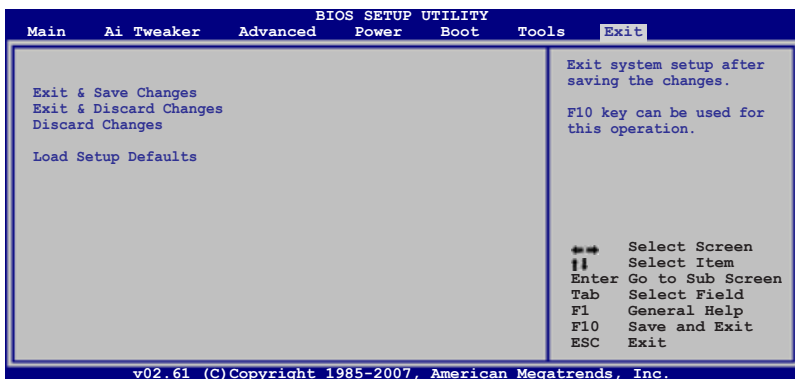 BIOS SETUP UTILITY
Main Ai Tweaker Advanced Power Boot Tools Exit
Exit & Save Changes
Exit & Discard Changes
Discard Changes
Load Setup Defaults
Exit system setup after
saving the changes.
F10 key can be used for
this operation.
←→ Select Screen
↑↓ Select Item
Enter Go to Sub Screen
Tab Select Field
F1 General Help
F10 Save and Exit
ESC Exit
v02.61 (C)Copyright 1985-2007, American Megatrends, Inc.